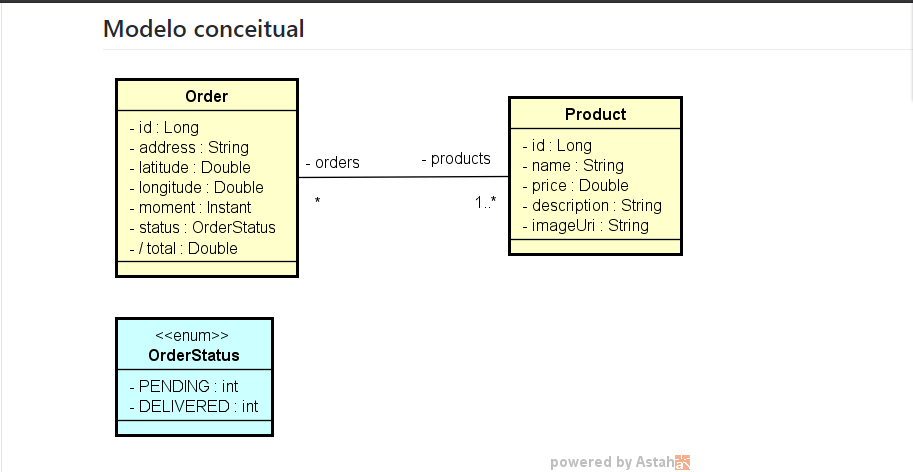 Modelo conceitual
Order
- id : Long
- address : String
- latitude : Double
- longitude : Double
- moment : Instant
- status : OrderStatus
- / total : Double
- orders
*
- products
1..*
Product
- id : Long
- name : String
- price : Double
- description : String
- imageUri : String
<<enum>>
OrderStatus
- PENDING : int
- DELIVERED : int
powered by Astah